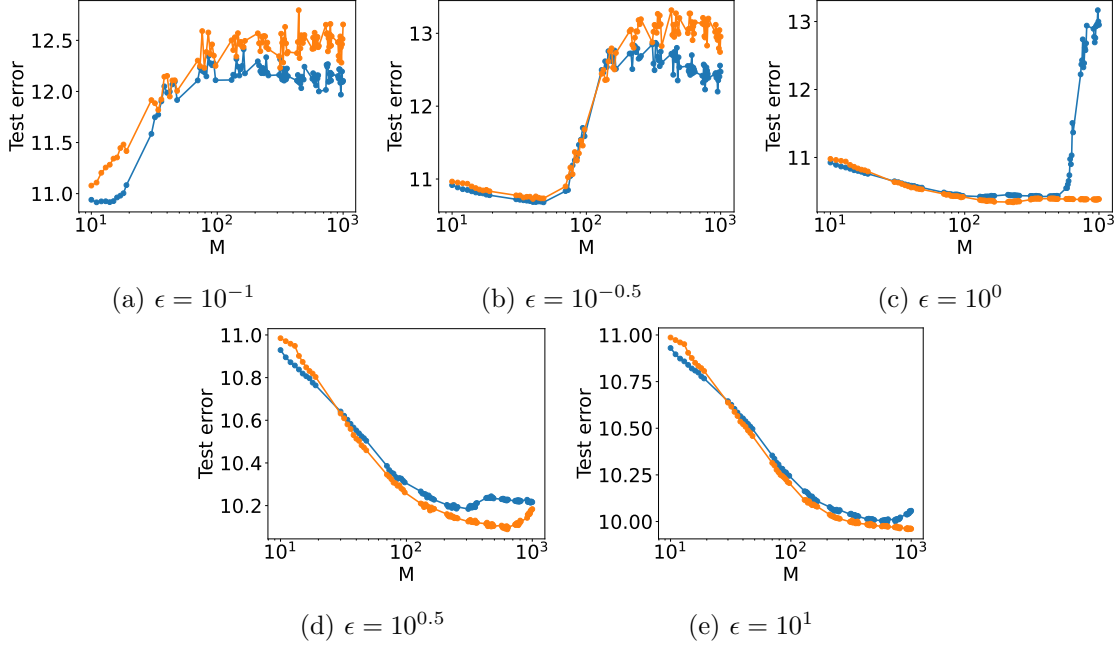 12.5
12.0
11.5
11.0
Test error
10¹
10²
10³
M
(a) ϵ = 10⁻¹
13
12
11
Test error
10¹
10²
10³
M
(b) ϵ = 10⁻⁰·⁵
13
12
11
Test error
10¹
10²
10³
M
(c) ϵ = 10⁰
11.0
10.8
10.6
10.4
10.2
Test error
10¹
10²
10³
M
(d) ϵ = 10⁰·⁵
11.00
10.75
10.50
10.25
10.00
Test error
10¹
10²
10³
M
(e) ϵ = 10¹